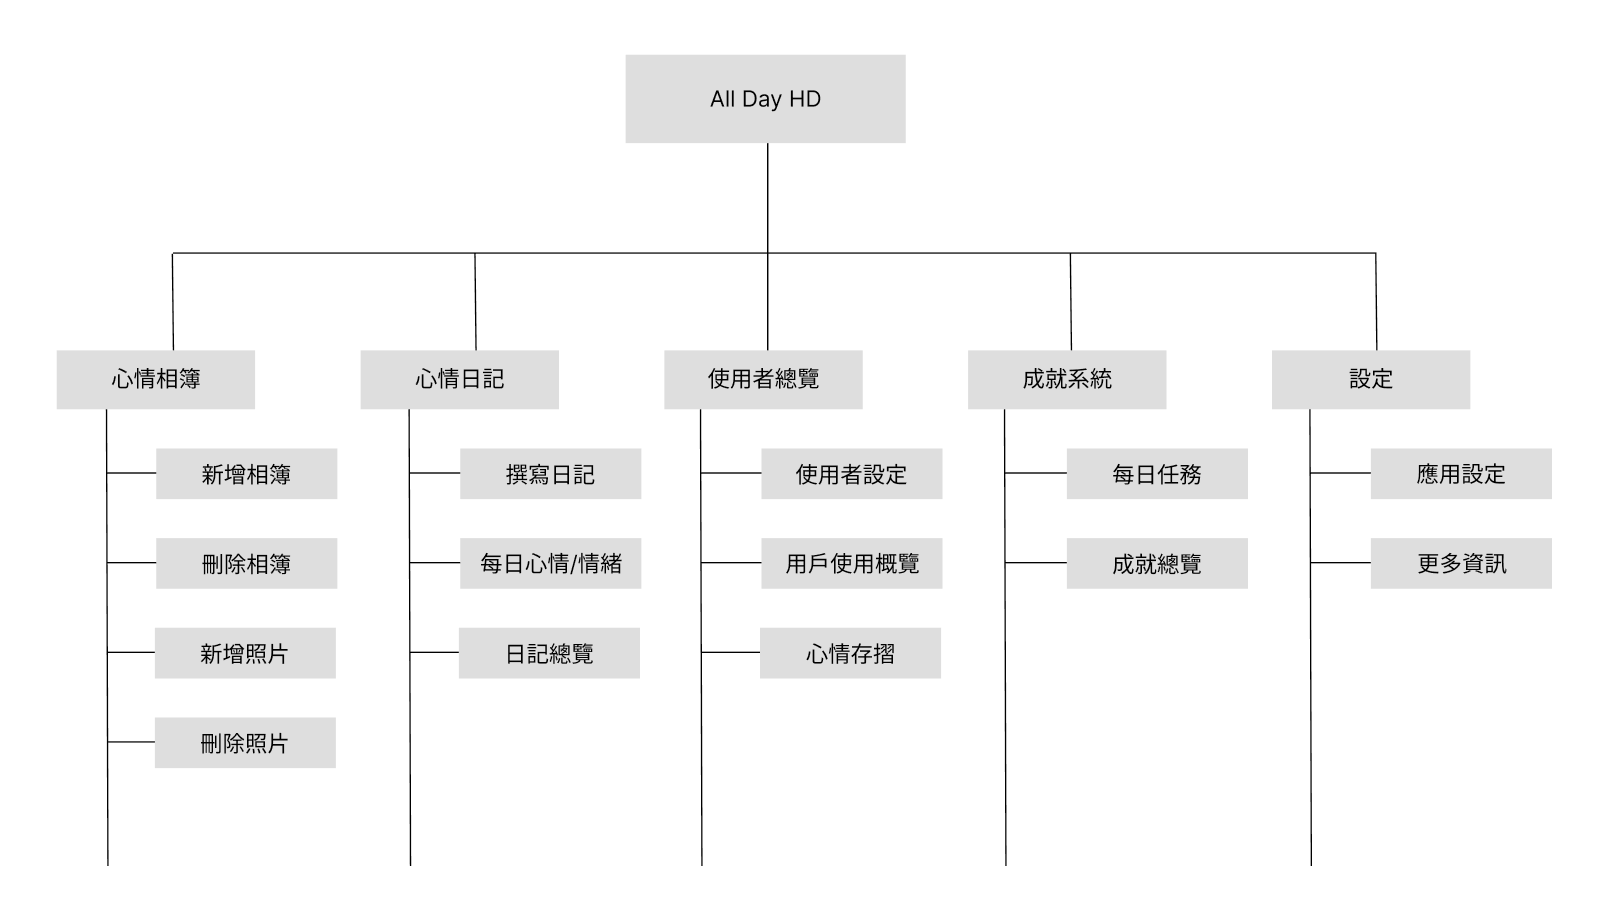 All Day HD
心情相簿
心情日記
使用者總覽
成就系統
設定
新增相簿
撰寫日記
使用者設定
每日任務
應用設定
刪除相簿
每日心情/情緒
用戶使用概覽
成就總覽
更多資訊
新增照片
日記總覽
心情存摺
刪除照片